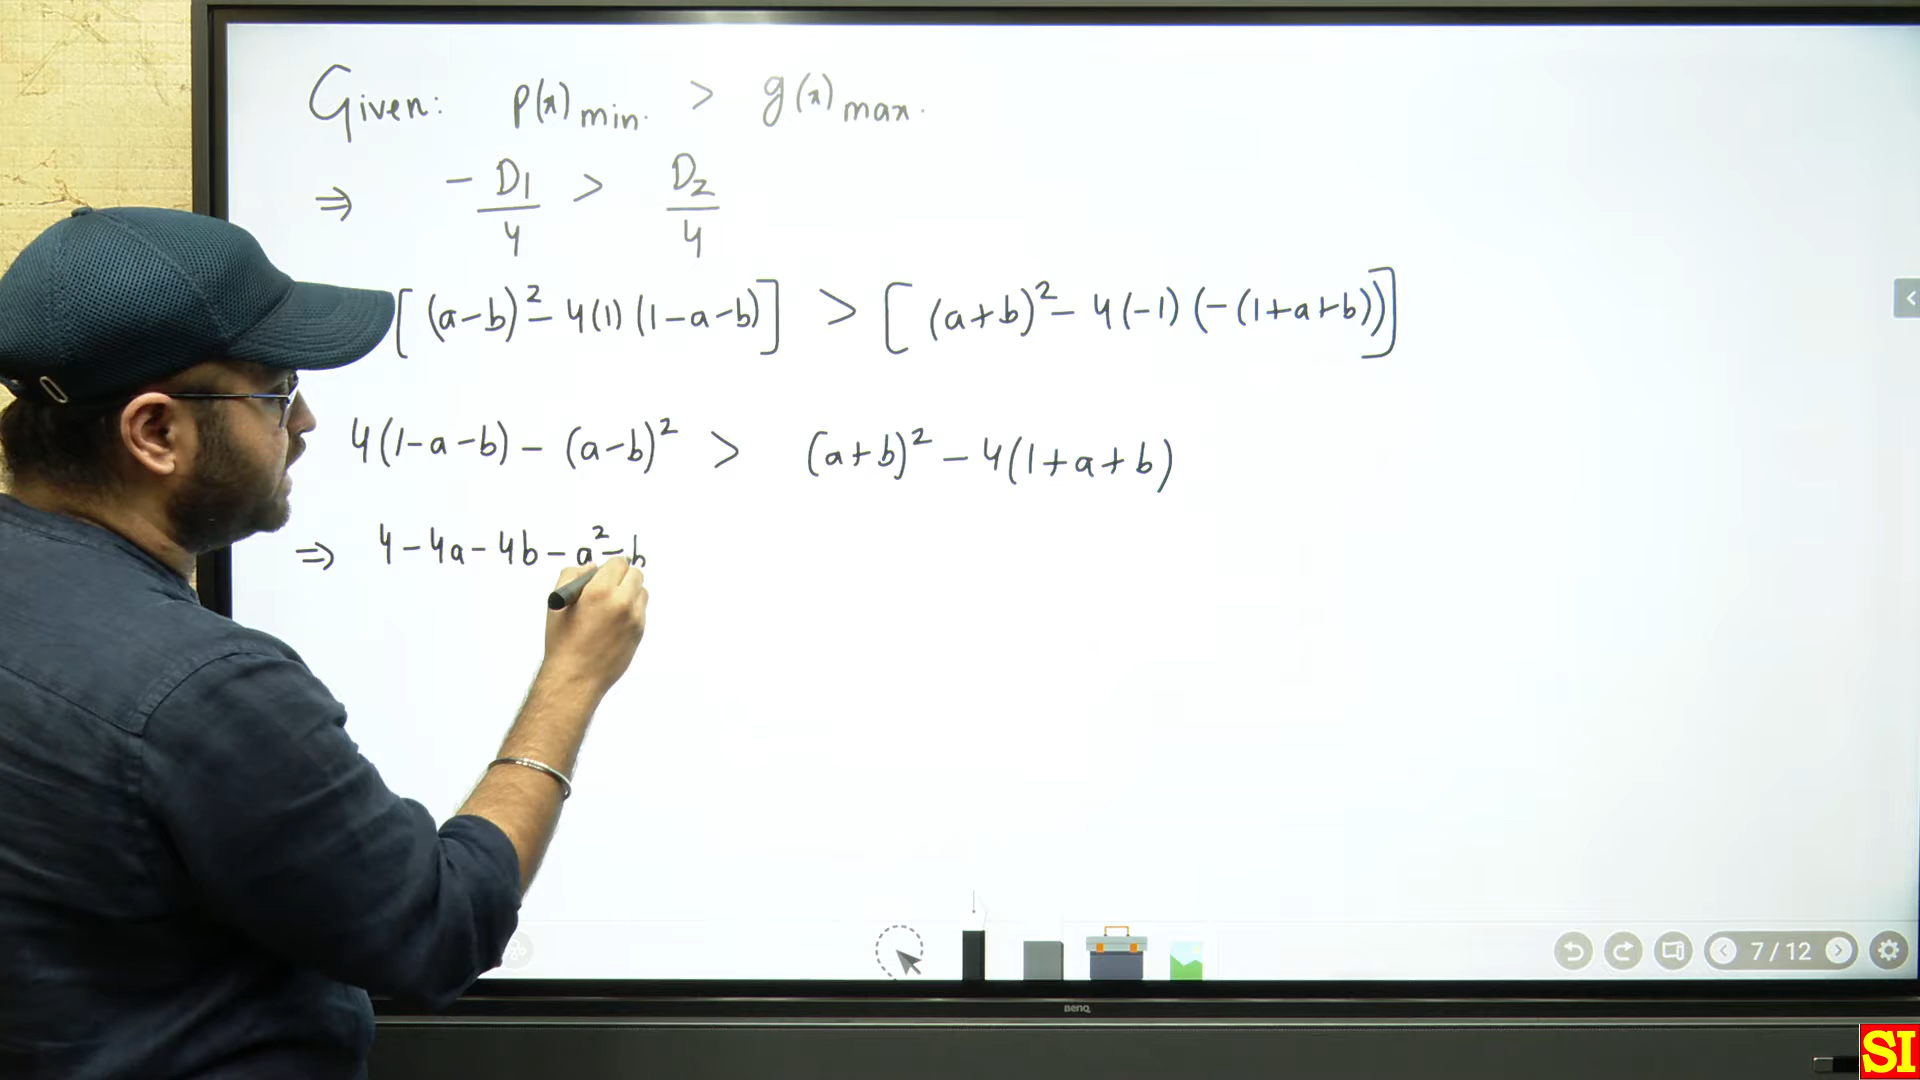 Given: p(x) min. > g(x) max.
⇒ - D1/4 > D2/4
[(a-b)² - 4(1)(1-a-b)] > [(a+b)² - 4(-1)(-(1+a+b))]
4(1-a-b) - (a-b)² > (a+b)² - 4(1+a+b)
⇒ 4 - 4a - 4b - a² - b
7/12
BenQ
SI